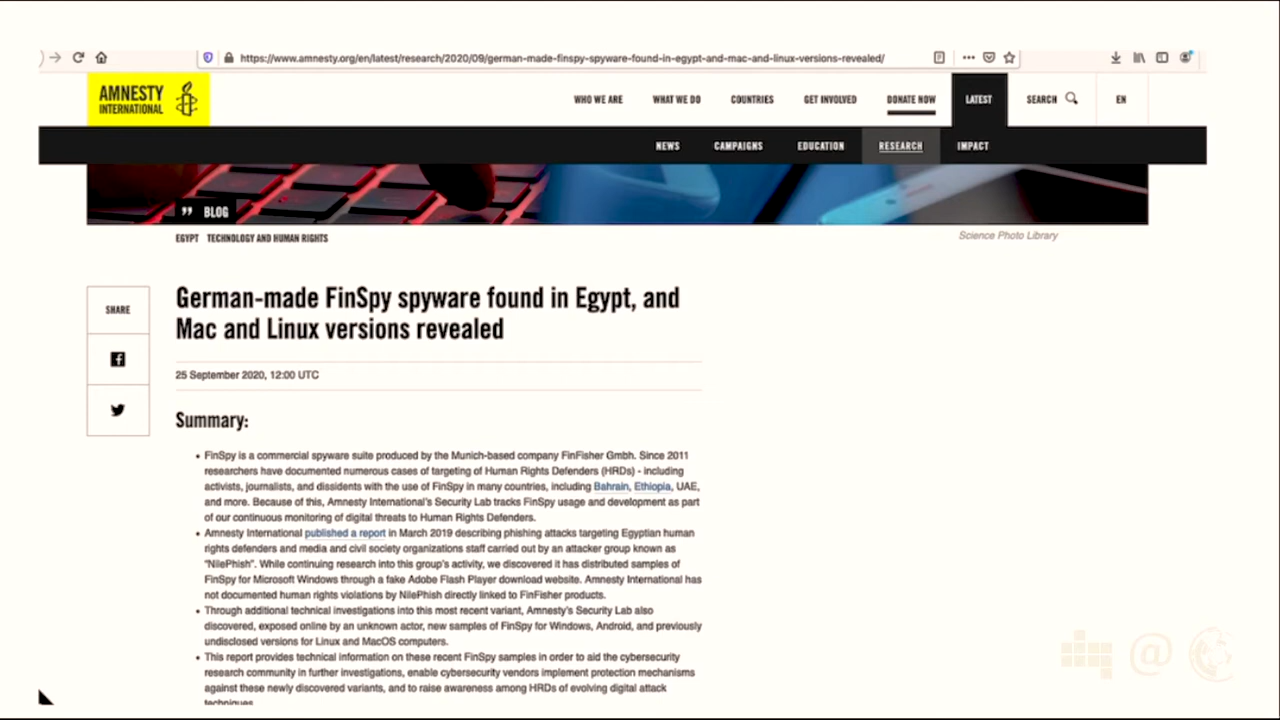 https://www.amnesty.org/en/latest/research/2020/09/german-made-finspy-spyware-found-in-egypt-and-mac-and-linux-versions-revealed/
AMNESTY
INTERNATIONAL
WHO WE ARE
WHAT WE DO
COUNTRIES
GET INVOLVED
DONATE NOW
LATEST
SEARCH
EN
NEWS
CAMPAIGNS
EDUCATION
RESEARCH
IMPACT
BLOG
EGYPT TECHNOLOGY AND HUMAN RIGHTS
Science Photo Library
SHARE
German-made FinSpy spyware found in Egypt, and
Mac and Linux versions revealed
25 September 2020, 12:00 UTC
Summary:
• FinSpy is a commercial spyware suite produced by the Munich-based company FinFisher Gmbh. Since 2011
researchers have documented numerous cases of targeting of Human Rights Defenders (HRDs) - including
activists, journalists, and dissidents with the use of FinSpy in many countries, including Bahrain, Ethiopia, UAE,
and more. Because of this, Amnesty International's Security Lab tracks FinSpy usage and development as part
of our continuous monitoring of digital threats to Human Rights Defenders.
• Amnesty International published a report in March 2019 describing phishing attacks targeting Egyptian human
rights defenders and media and civil society organizations staff carried out by an attacker group known as
"NilePhish". While continuing research into this group's activity, we discovered it has distributed samples of
FinSpy for Microsoft Windows through a fake Adobe Flash Player download website. Amnesty International has
not documented human rights violations by NilePhish directly linked to FinFisher products.
• Through additional technical investigations into this most recent variant, Amnesty's Security Lab also
discovered, exposed online by an unknown actor, new samples of FinSpy for Windows, Android, and previously
undisclosed versions for Linux and MacOS computers.
• This report provides technical information on these recent FinSpy samples in order to aid the cybersecurity
research community in further investigations, enable cybersecurity vendors implement protection mechanisms
against these newly discovered variants, and to raise awareness among HRDs of evolving digital attack
techniques.
@